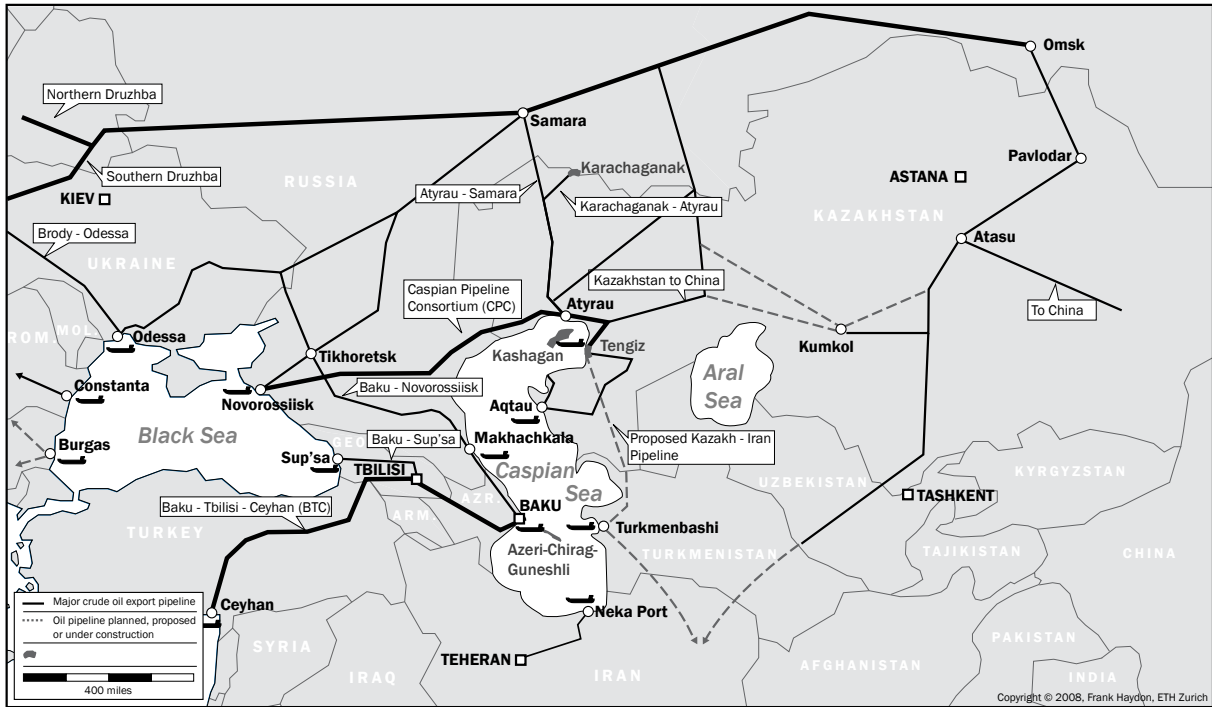 Omsk
Northern Druzhba
Samara
Southern Druzhba
Karachaganak
Pavlodar
RUSSIA
ASTANA
KIEV
Atyrau - Samara
Karachaganak - Atyrau
KAZAKHSTAN
Brody - Odessa
Atasu
UKRAINE
Kazakhstan to China
Caspian Pipeline
Consortium (CPC)
Atyrau
To China
ROM.
MOL.
Odessa
Kumkol
Tengiz
Kashagan
Tikhoretsk
Aral
Sea
Constanta
Baku - Novorossiisk
Novorossiisk
Aqtau
Black Sea
Baku - Sup'sa
Makhachkala
Proposed Kazakh - Iran
Pipeline
Burgas
GEO
Sup'sa
TBILISI
Caspian
Sea
KYRGYZSTAN
UZBEKISTAN
TASHKENT
AZR.
Baku - Tbilisi - Ceyhan (BTC)
ARM.
BAKU
TURKEY
Turkmenbashi
Azeri-Chirag-
Guneshli
TURKMENISTAN
TAJIKISTAN
CHINA
Ceyhan
Neka Port
Major crude oil export pipeline
Oil pipeline planned, proposed
or under construction
400 miles
SYRIA
IRAQ
TEHERAN
IRAN
AFGHANISTAN
PAKISTAN
INDIA
Copyright © 2008, Frank Haydon, ETH Zurich